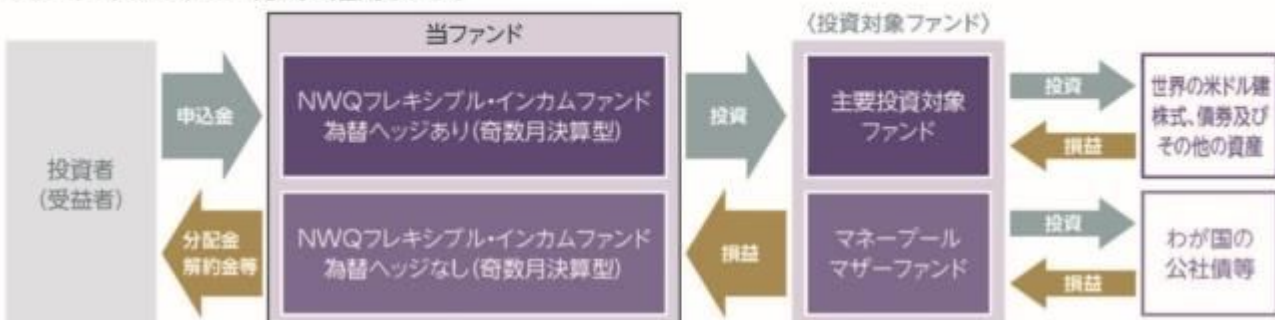 当ファンド
〈投資対象ファンド〉
申込金
NWQフレキシブル・インカムファンド
為替ヘッジあり(奇数月決算型)
投資
主要投資対象
ファンド
投資
損益
世界の米ドル建
株式、債券及び
その他の資産
投資者
(受益者)
分配金
解約金等
NWQフレキシブル・インカムファンド
為替ヘッジなし(奇数月決算型)
損益
マネープール
マザーファンド
投資
損益
わが国の
公社債等